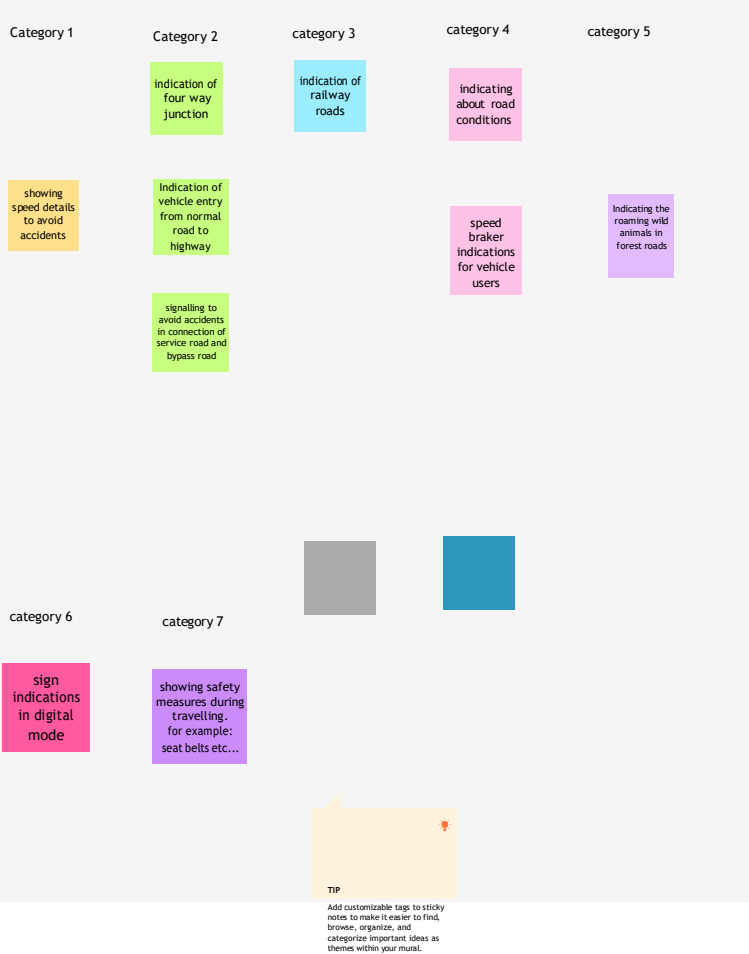 Category 1
Category 2
category 3
category 4
category 5
indication of
four way
junction
indication of
railway
roads
indicating
about road
conditions
showing
speed details
to avoid
accidents
Indication of
vehicle entry
from normal
road to
highway
speed
braker
indications
for vehicle
users
Indicating the
roaming wild
animals in
forest roads
signalling to
avoid accidents
in connection of
service road and
bypass road
category 6
category 7
sign
indications
in digital
mode
showing safety
measures during
travelling.
for example:
seat belts etc...
TIP
Add customizable tags to sticky
notes to make it easier to find,
browse, organize, and
categorize important ideas as
themes within your mural.